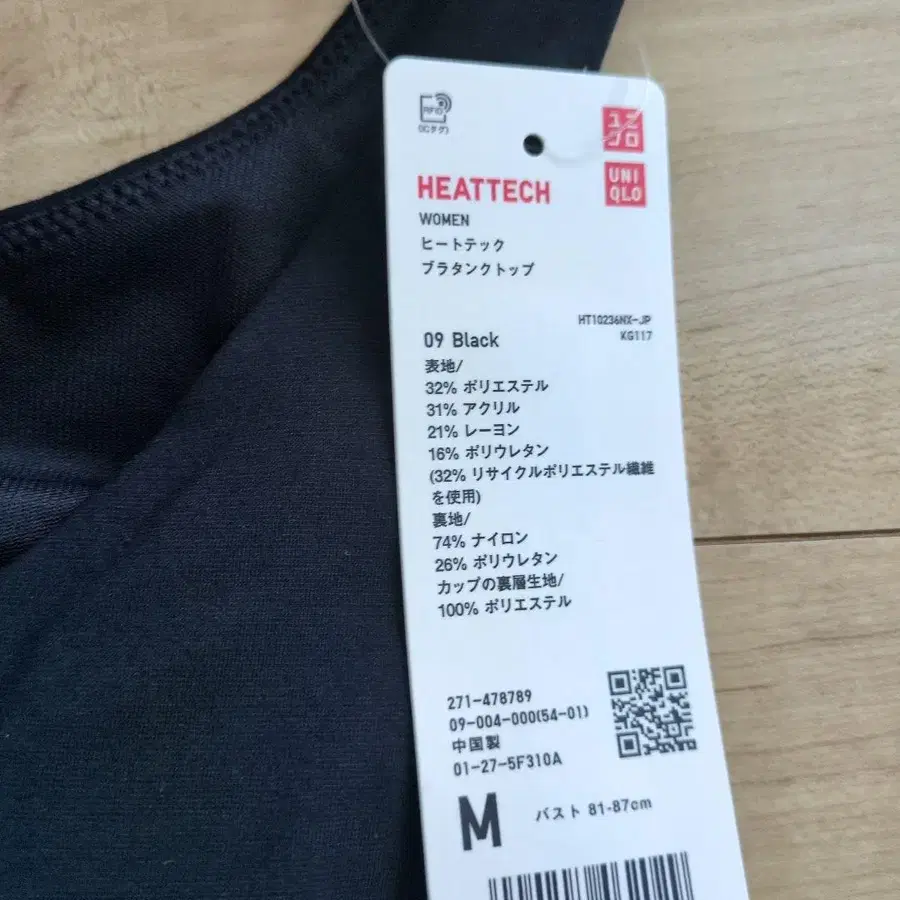 RFID
(ICタグ)
ユニ
クロ
UNI
QLO
HEATTECH
WOMEN
ヒートテック
ブラタンクトップ
HT10236NX-JP
KG117
09 Black
表地/
32% ポリエステル
31% アクリル
21% レーヨン
16% ポリウレタン
(32% リサイクルポリエステル繊維
を使用)
裏地/
74% ナイロン
26% ポリウレタン
カップの裏層生地/
100% ポリエステル
271-478789
09-004-000(54-01)
中国製
01-27-5F310A
M バスト 81-87cm